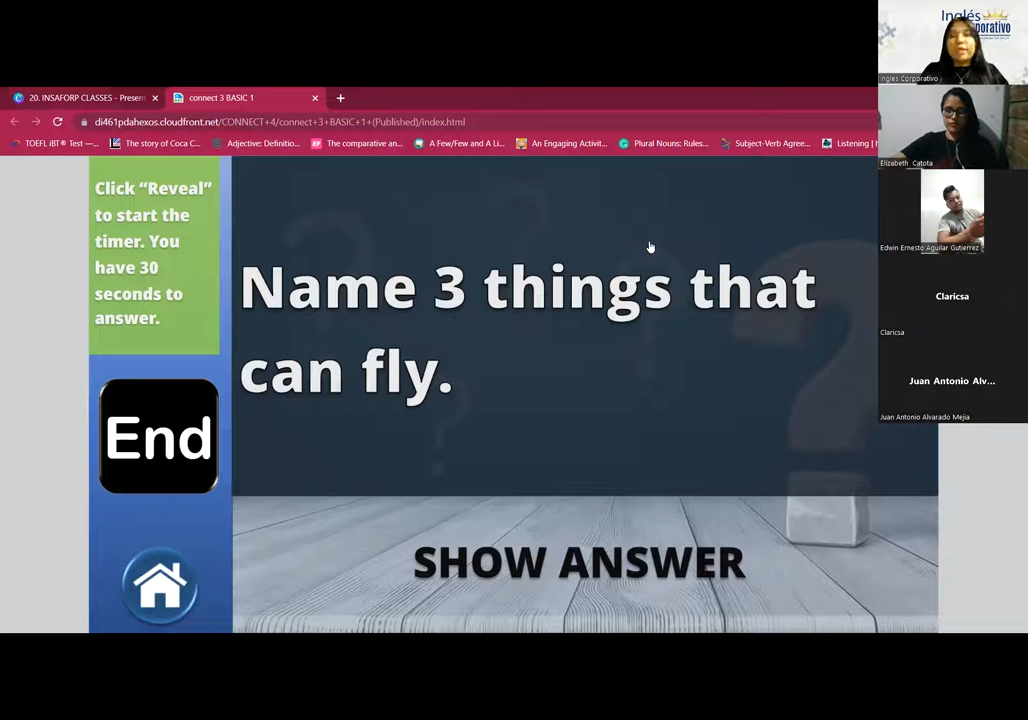 Inglés
porativo
Ingles Corporativo
20. INSAFORP CLASSES - Present
connect 3 BASIC 1
di461pdahexos.cloudfront.net/CONNECT+4/connect+3+BASIC+1+(Published)/index.html
TOEFL iBT® Test —...
The story of Coca C...
Adjective: Definitio...
The comparative an...
A Few/Few and A Li...
An Engaging Activit...
Plural Nouns: Rules...
Subject-Verb Agree...
Listening |
Elizabeth Catota
Click “Reveal”
to start the
timer. You
have 30
seconds to
answer.
Name 3 things that
can fly.
End
SHOW ANSWER
Edwin Ernesto Aguilar Gutierrez
Claricsa
Claricsa
Juan Antonio Alv...
Juan Antonio Alvarado Mejia